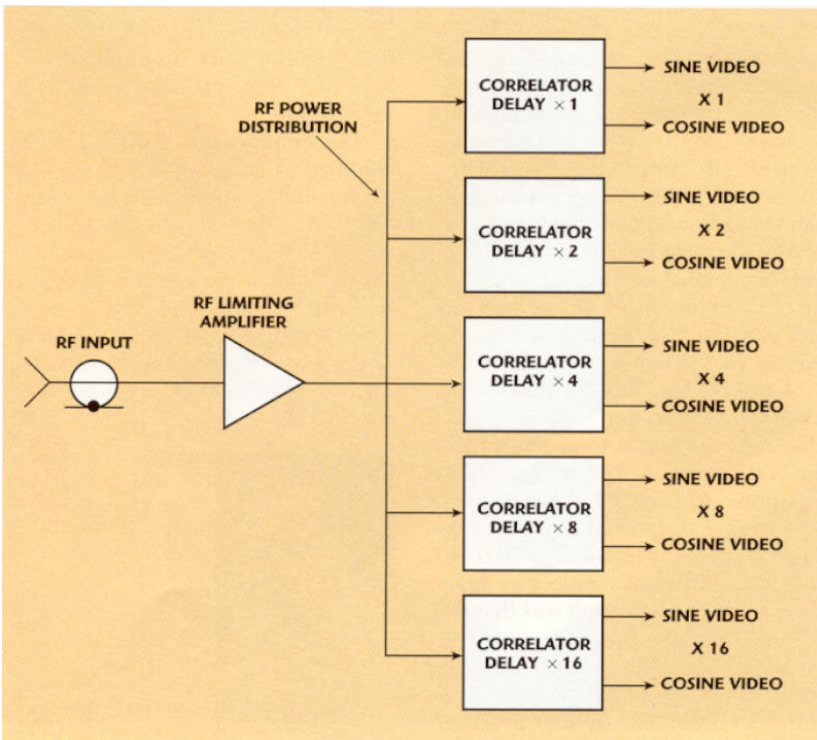 RF INPUT
RF LIMITING
AMPLIFIER
RF POWER
DISTRIBUTION
CORRELATOR
DELAY × 1
SINE VIDEO
X 1
COSINE VIDEO
CORRELATOR
DELAY × 2
SINE VIDEO
X 2
COSINE VIDEO
CORRELATOR
DELAY × 4
SINE VIDEO
X 4
COSINE VIDEO
CORRELATOR
DELAY × 8
SINE VIDEO
X 8
COSINE VIDEO
CORRELATOR
DELAY × 16
SINE VIDEO
X 16
COSINE VIDEO